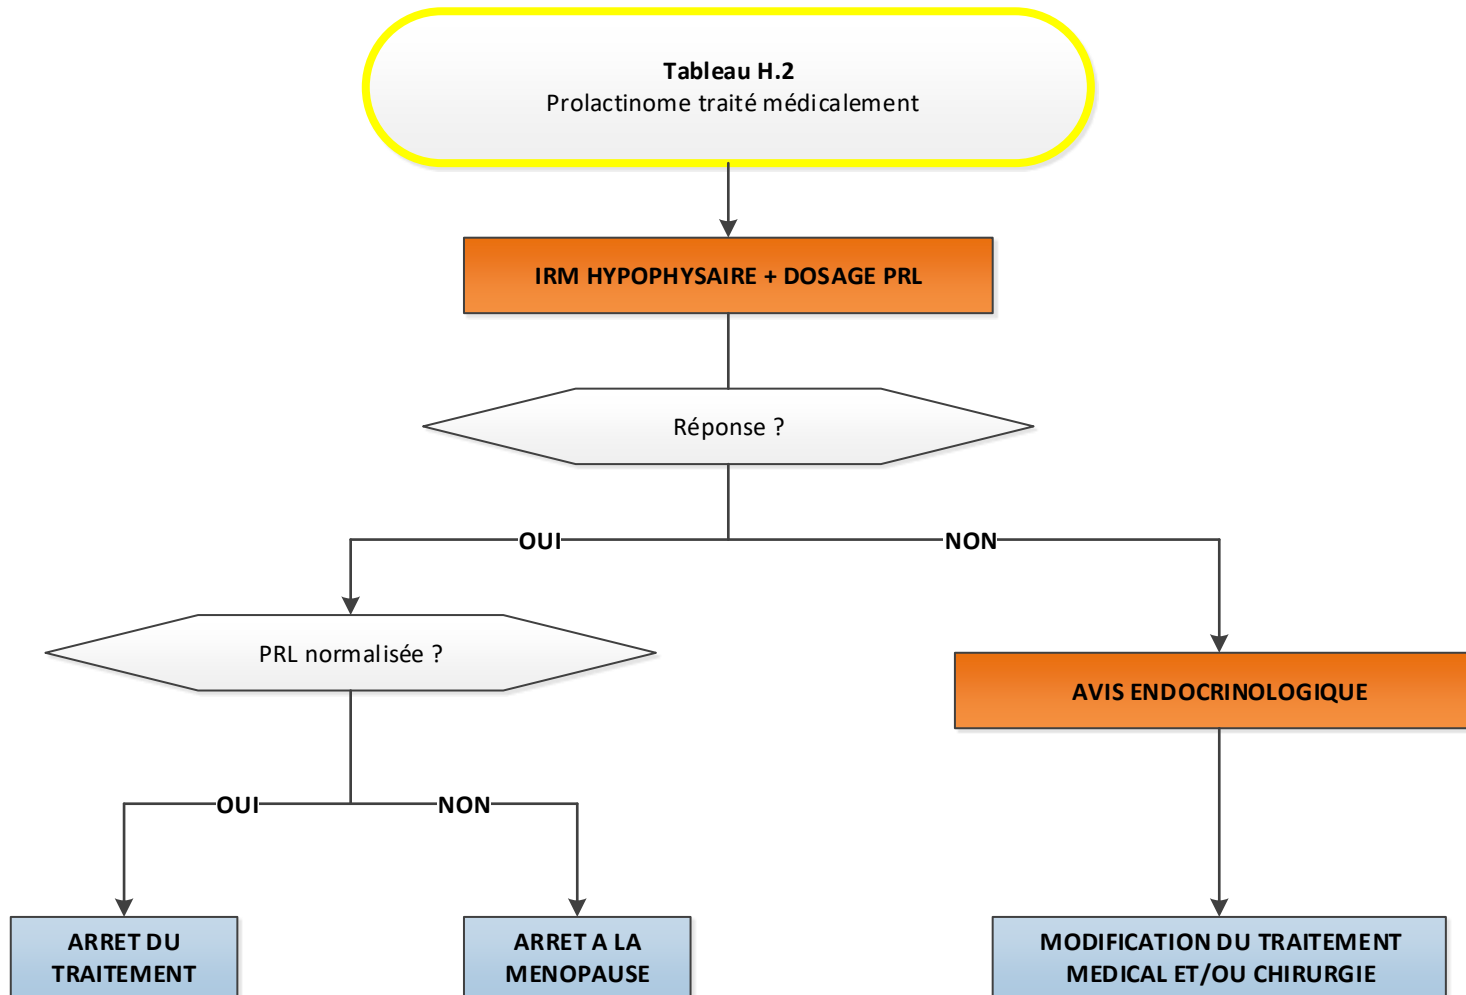 Tableau H.2
Prolactinome traité médicalement
IRM HYPOPHYSAIRE + DOSAGE PRL
Réponse ?
OUI
NON
PRL normalisée ?
AVIS ENDOCRINOLOGIQUE
OUI
NON
ARRET DU
TRAITEMENT
ARRET A LA
MENOPAUSE
MODIFICATION DU TRAITEMENT
MEDICAL ET/OU CHIRURGIE